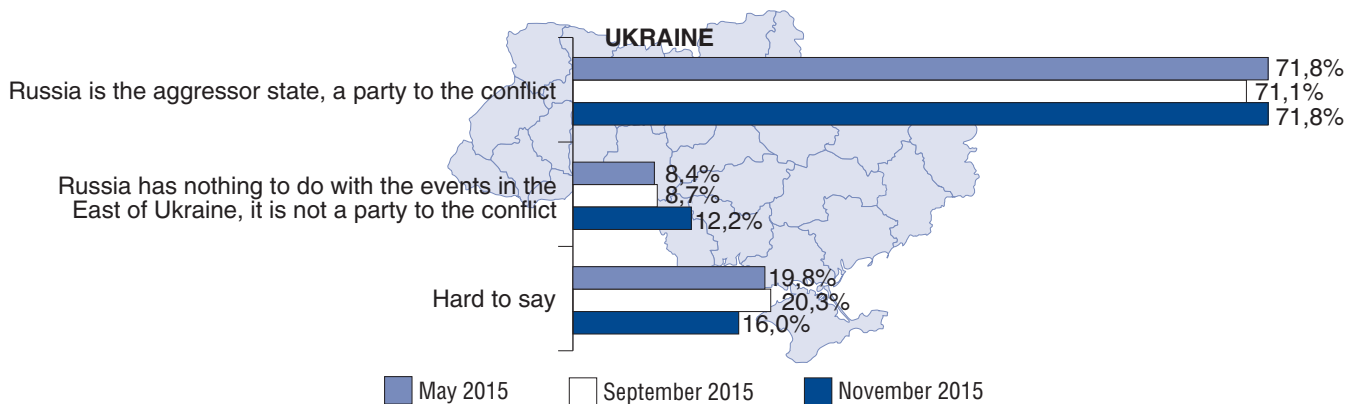 UKRAINE
Russia is the aggressor state, a party to the conflict
71,8%
71,1%
71,8%
Russia has nothing to do with the events in the
East of Ukraine, it is not a party to the conflict
8,4%
8,7%
12,2%
Hard to say
19,8%
20,3%
16,0%
May 2015
September 2015
November 2015